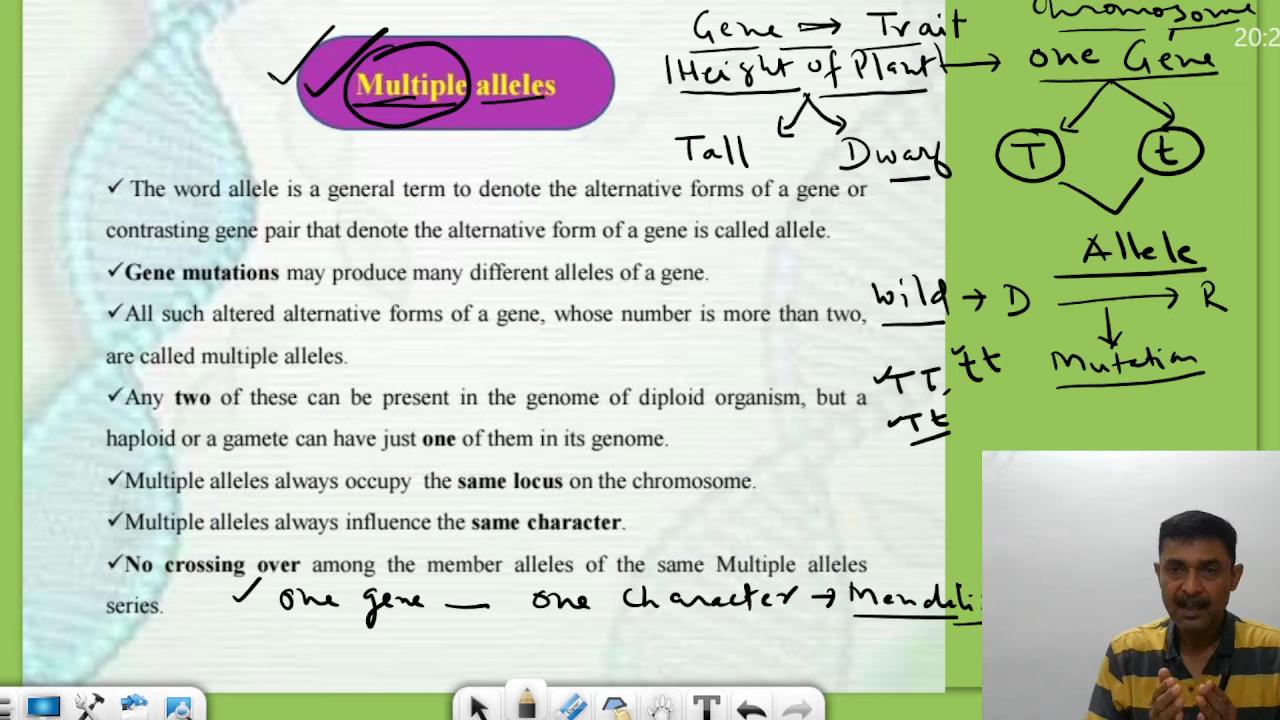 Chromosome
20:2
Gene → Trait
Height of Plant → one Gene
Multiple alleles
Tall Dwarf
T t
✓ The word allele is a general term to denote the alternative forms of a gene or
contrasting gene pair that denote the alternative form of a gene is called allele.
Allele
✓Gene mutations may produce many different alleles of a gene.
Wild → D → R
✓All such altered alternative forms of a gene, whose number is more than two,
are called multiple alleles.
Mutation
TT, tt
✓Any two of these can be present in the genome of diploid organism, but a
haploid or a gamete can have just one of them in its genome.
Tt
✓Multiple alleles always occupy the same locus on the chromosome.
✓Multiple alleles always influence the same character.
✓No crossing over among the member alleles of the same Multiple alleles
series.
✓ one gene — one character → Mendeli
T